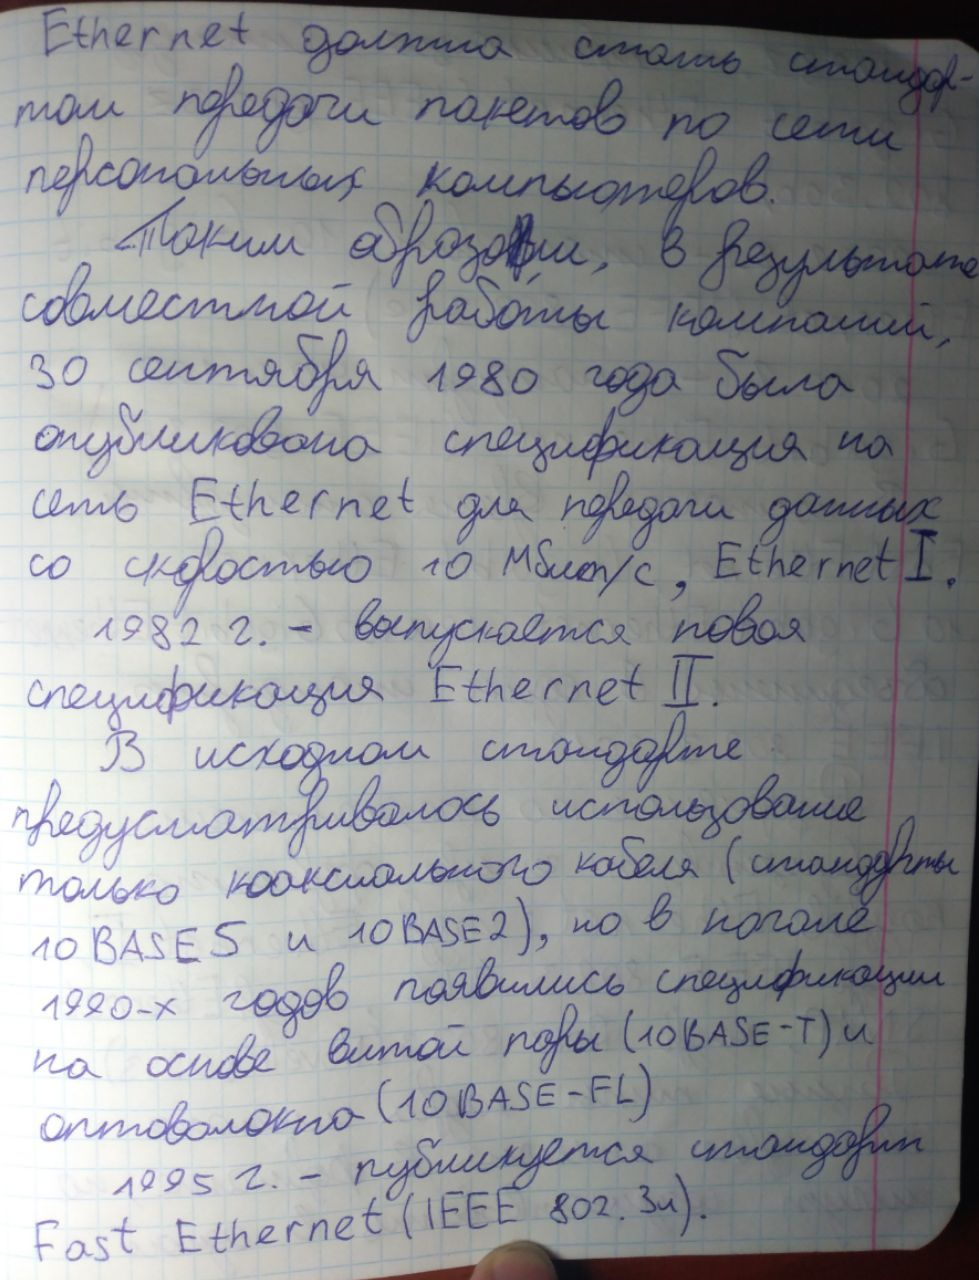 Ethernet должна стать стандар-
том передачи пакетов по сети
персональных компьютеров.
Таким образом, в результате
совместной работы компаний,
30 сентября 1980 года была
опубликована спецификация на
сеть Ethernet для передачи данных
со скоростью 10 Мбит/с, Ethernet I.
1982 г. - выпускается новая
спецификация Ethernet II.
В исходном стандарте
предусматривалось использование
только коаксиального кабеля (стандарты
10BASE5 и 10BASE2), но в начале
1990-х годов появились спецификации
на основе витой пары (10BASE-T) и
оптоволокна (10BASE-FL)
1995 г. - публикуется стандарт
Fast Ethernet (IEEE 802.3u).